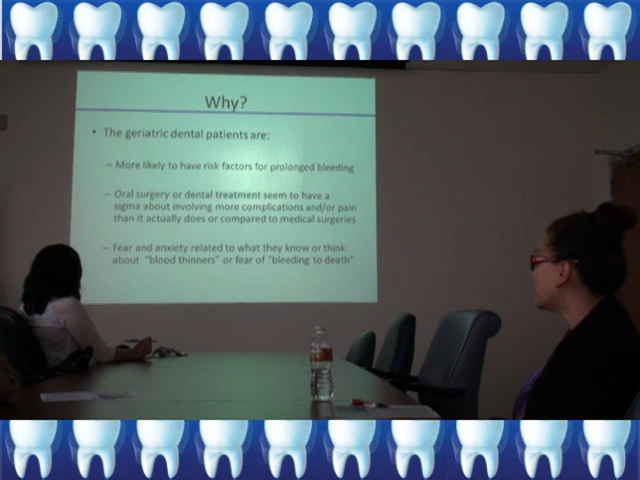 Why?
• The geriatric dental patients are:
– More likely to have risk factors for prolonged bleeding
– Oral surgery or dental treatment seem to have a
sigma about involving more complications and/or pain
than it actually does or compared to medical surgeries
– Fear and anxiety related to what they know or think
about "blood thinners" or fear of "bleeding to death"